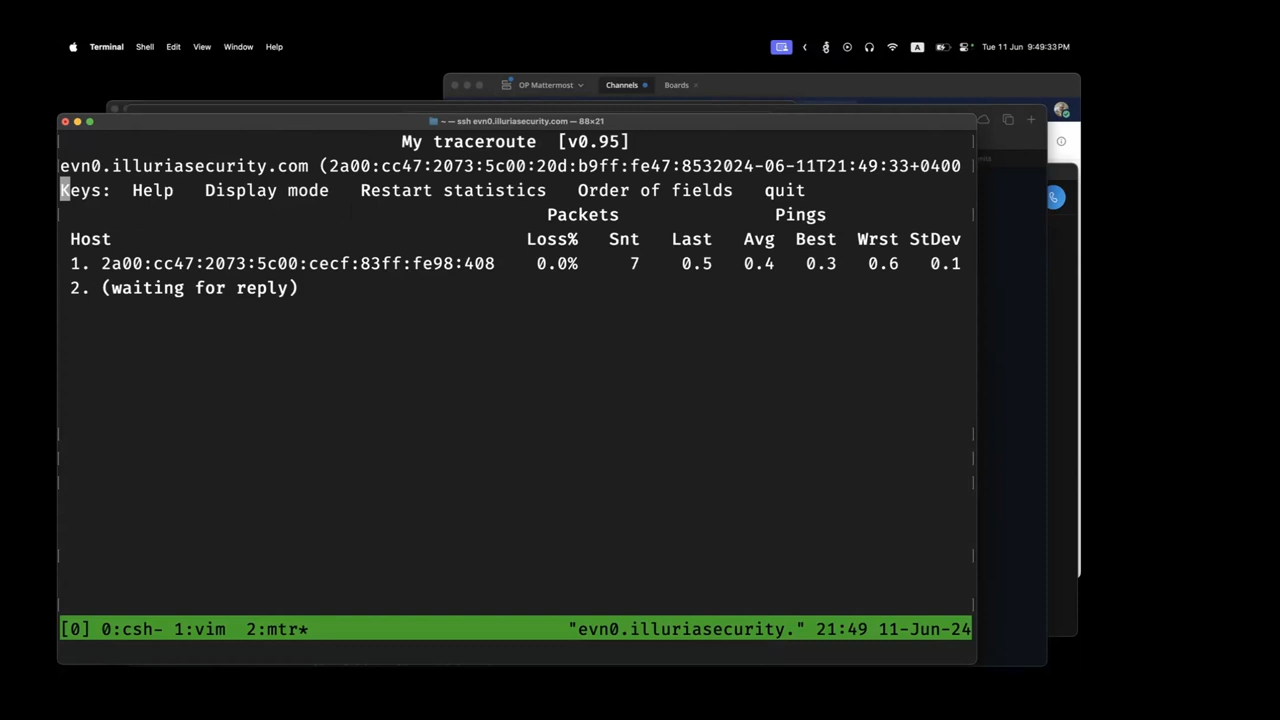 Terminal Shell Edit View Window Help A Tue 11 Jun 9:49:33 PM
OP Mattermost Channels Boards
~ — ssh evn0.illuriasecurity.com — 88×21
My traceroute [v0.95]
evn0.illuriasecurity.com (2a00:cc47:2073:5c00:20d:b9ff:fe47:8532024-06-11T21:49:33+0400
Keys: Help Display mode Restart statistics Order of fields quit
Packets Pings
Host Loss% Snt Last Avg Best Wrst StDev
1. 2a00:cc47:2073:5c00:cecf:83ff:fe98:408 0.0% 7 0.5 0.4 0.3 0.6 0.1
2. (waiting for reply)
[0] 0:csh- 1:vim 2:mtr* "evn0.illuriasecurity." 21:49 11-Jun-24